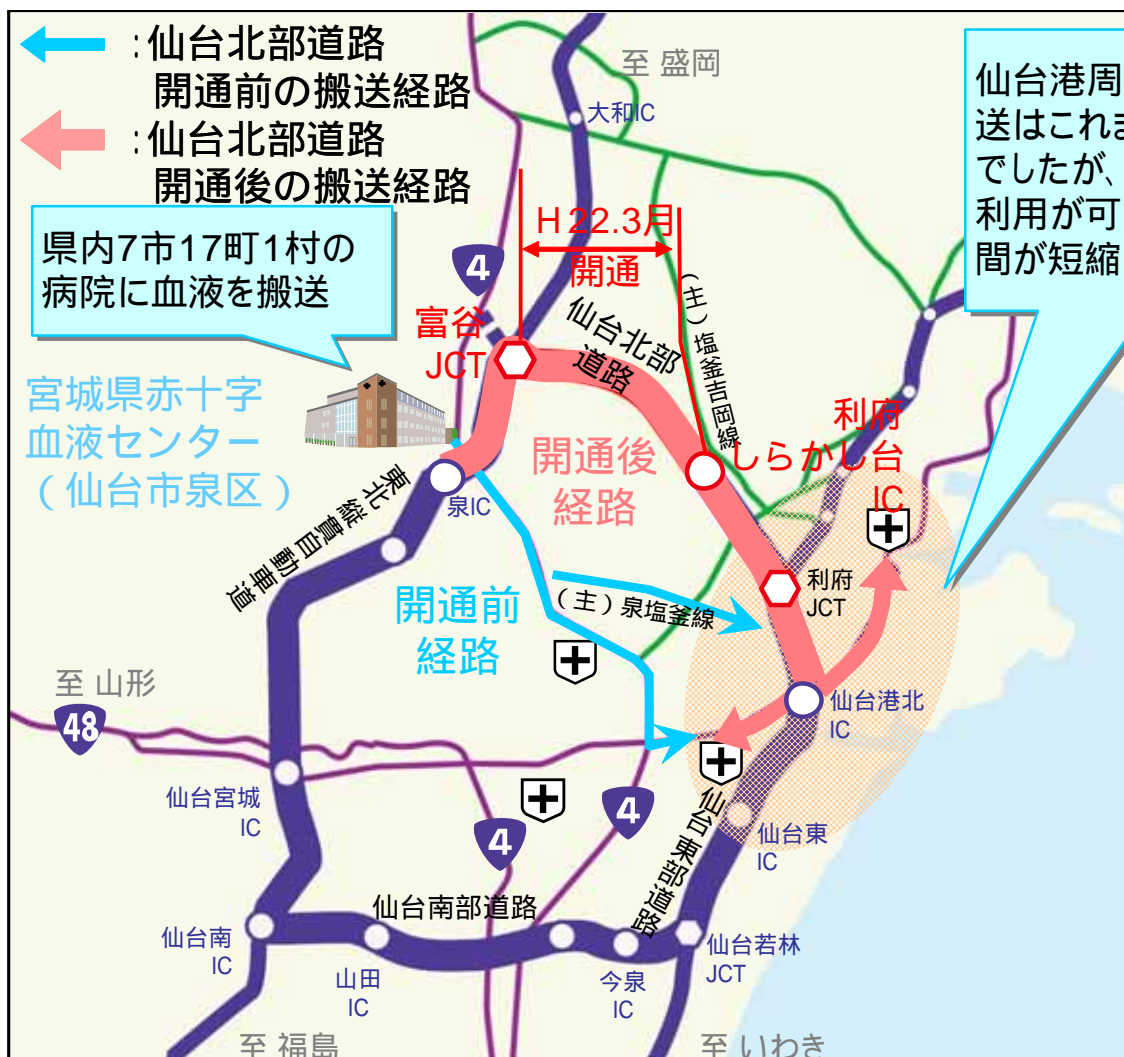 :仙台北部道路
開通前の搬送経路
:仙台北部道路
開通後の搬送経路
県内7市17町1村の
病院に血液を搬送
仙台港周
送はこれま
でしたが、
利用が可
間が短縮
至 盛岡
大和IC
H22.3月
開通
4
富谷
JCT
仙台北部
道路
(主)塩釜吉岡線
宮城県赤十字
血液センター
(仙台市泉区)
開通後
経路
利府
しらかし台
IC
泉IC
東北縦貫自動車道
利府
JCT
開通前
経路
(主)泉塩釜線
至 山形
48
仙台港北
IC
仙台宮城
IC
4
4
仙台東部道路
仙台東
IC
仙台南部道路
仙台南
IC
山田
IC
今泉
IC
仙台若林
JCT
至 福島
至 いわき